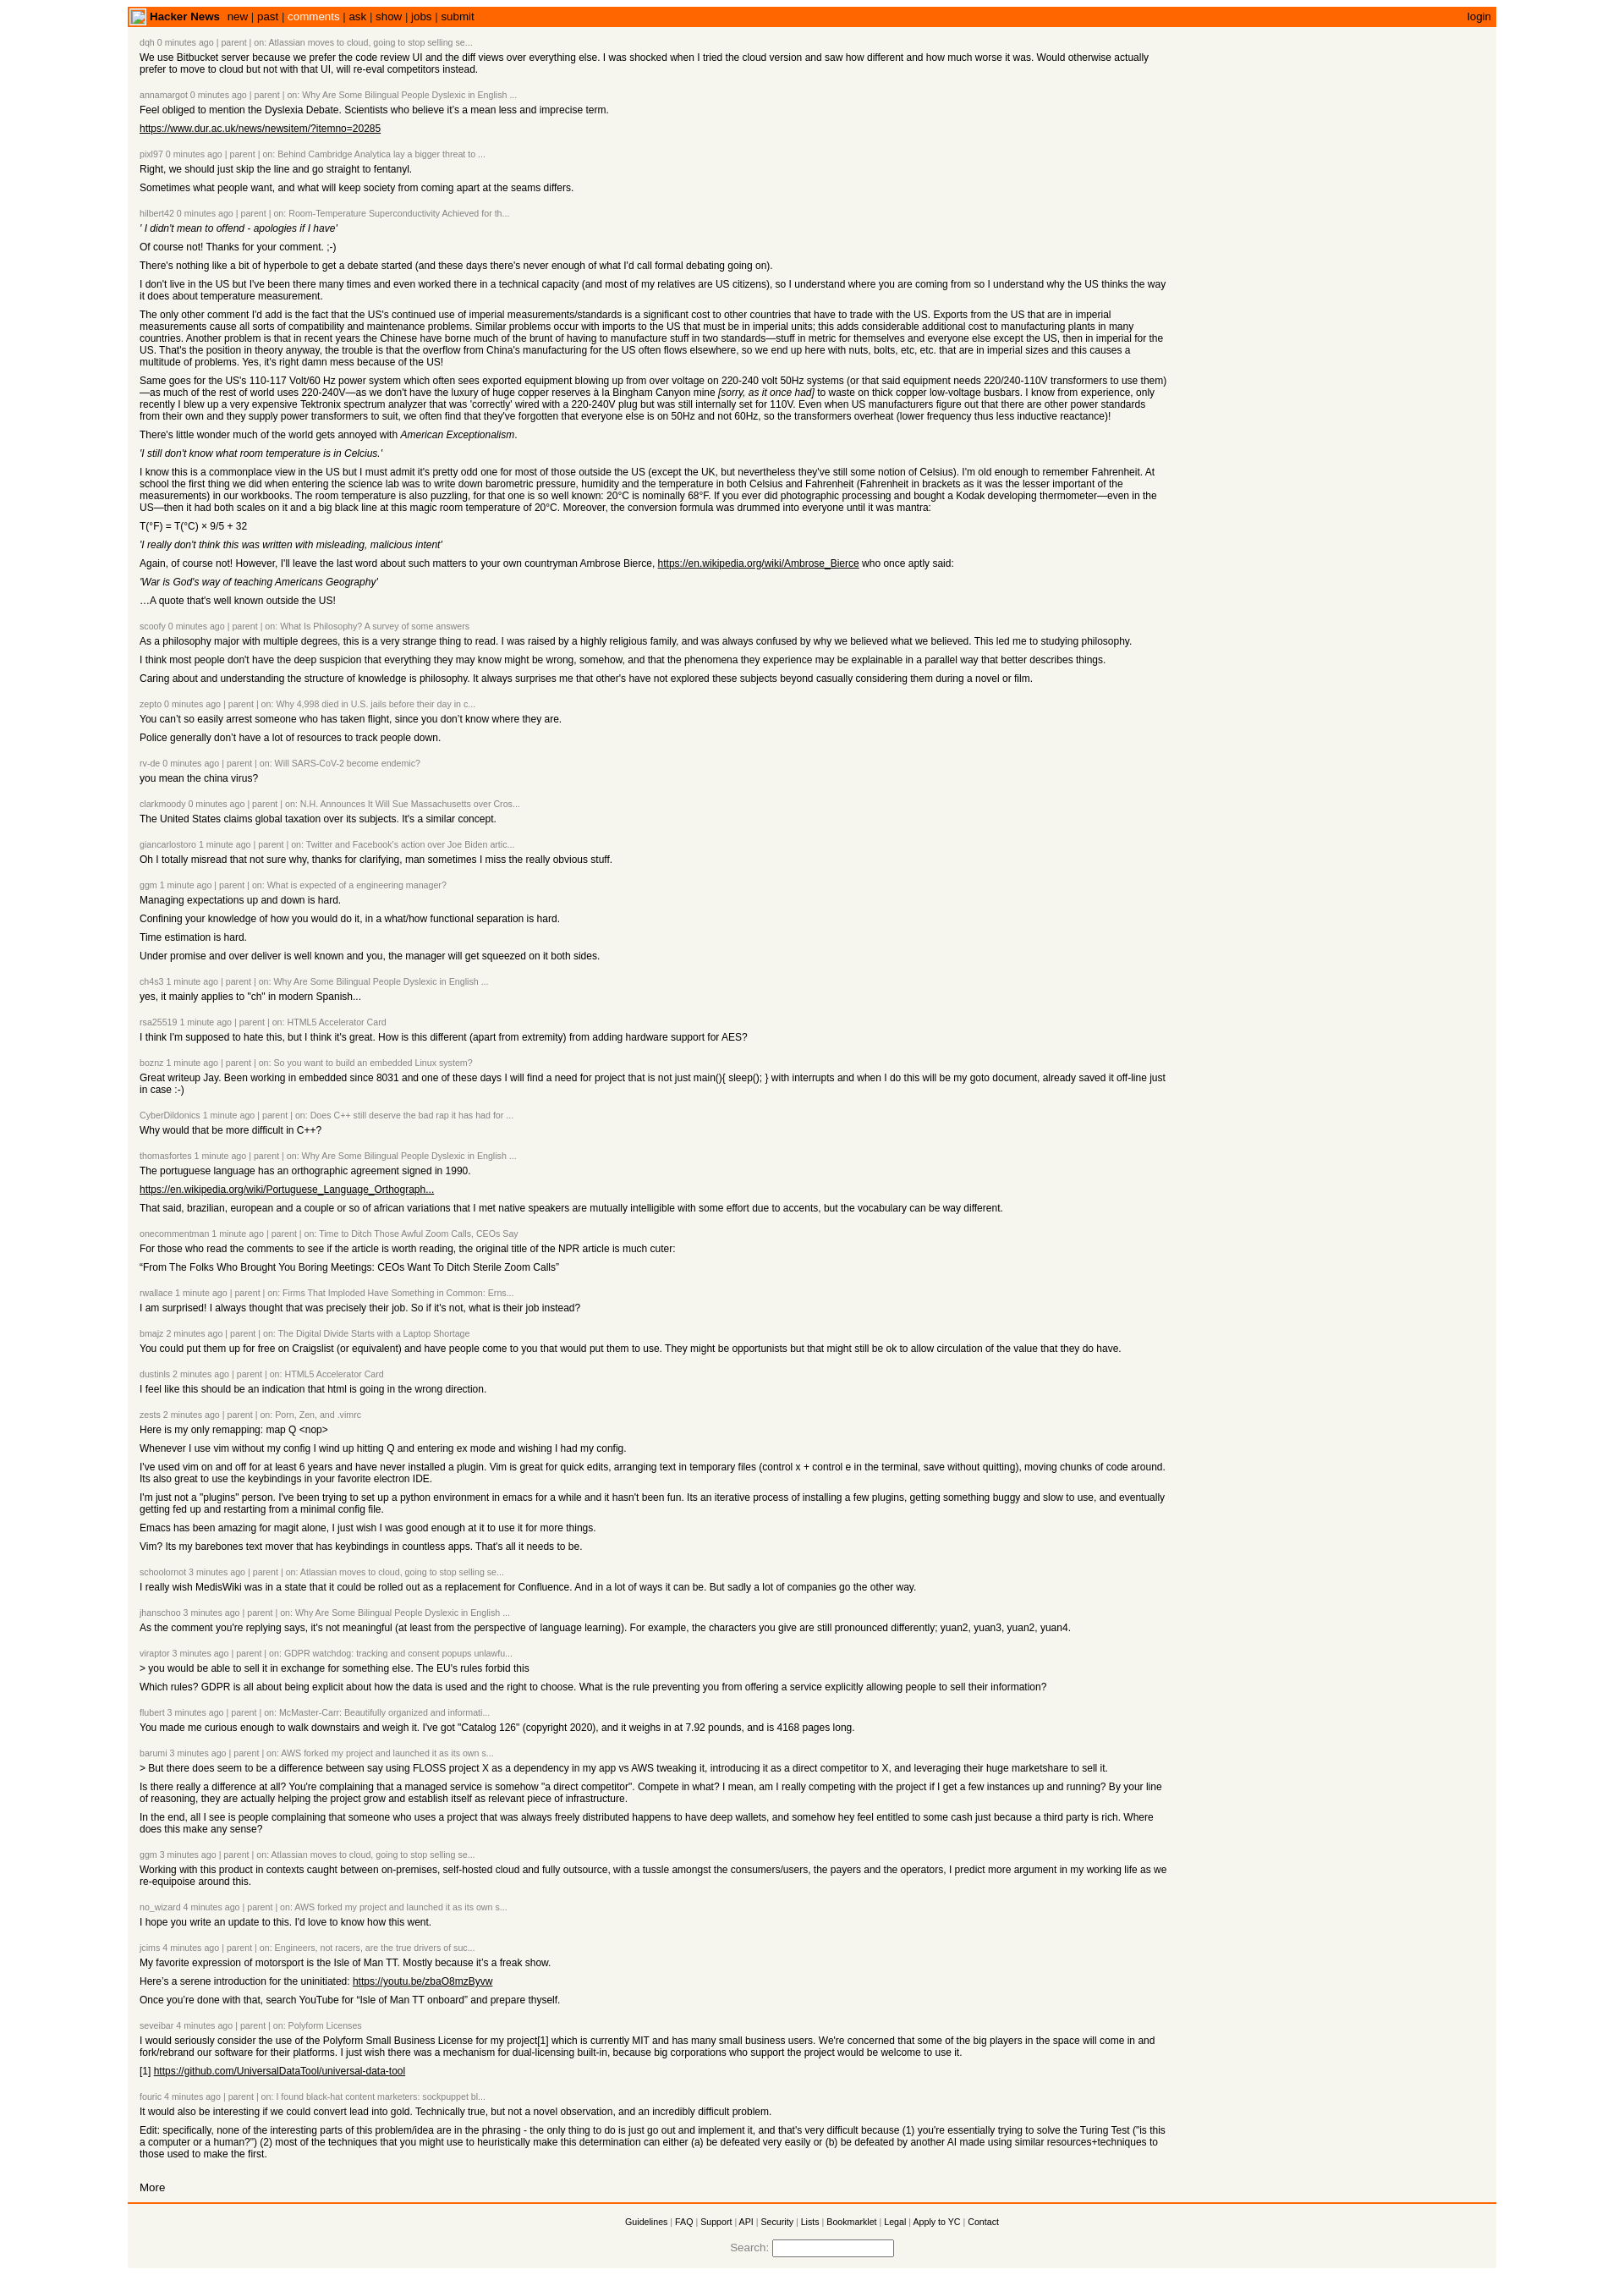 Hacker News new | past | comments | ask | show | jobs | submit login
dqh 0 minutes ago | parent | on: Atlassian moves to cloud, going to stop selling se...
We use Bitbucket server because we prefer the code review UI and the diff views over everything else. I was shocked when I tried the cloud version and saw how different and how much worse it was. Would otherwise actually
prefer to move to cloud but not with that UI, will re-eval competitors instead.
annamargot 0 minutes ago | parent | on: Why Are Some Bilingual People Dyslexic in English ...
Feel obliged to mention the Dyslexia Debate. Scientists who believe it's a mean less and imprecise term.
https://www.dur.ac.uk/news/newsitem/?itemno=20285
pixl97 0 minutes ago | parent | on: Behind Cambridge Analytica lay a bigger threat to ...
Right, we should just skip the line and go straight to fentanyl.
Sometimes what people want, and what will keep society from coming apart at the seams differs.
hilbert42 0 minutes ago | parent | on: Room-Temperature Superconductivity Achieved for th...
' I didn't mean to offend - apologies if I have'
Of course not! Thanks for your comment. ;-)
There's nothing like a bit of hyperbole to get a debate started (and these days there's never enough of what I'd call formal debating going on).
I don't live in the US but I've been there many times and even worked there in a technical capacity (and most of my relatives are US citizens), so I understand where you are coming from so I understand why the US thinks the way
it does about temperature measurement.
The only other comment I'd add is the fact that the US's continued use of imperial measurements/standards is a significant cost to other countries that have to trade with the US. Exports from the US that are in imperial
measurements cause all sorts of compatibility and maintenance problems. Similar problems occur with imports to the US that must be in imperial units; this adds considerable additional cost to manufacturing plants in many
countries. Another problem is that in recent years the Chinese have borne much of the brunt of having to manufacture stuff in two standards—stuff in metric for themselves and everyone else except the US, then in imperial for the
US. That's the position in theory anyway, the trouble is that the overflow from China's manufacturing for the US often flows elsewhere, so we end up here with nuts, bolts, etc, etc. that are in imperial sizes and this causes a
multitude of problems. Yes, it's right damn mess because of the US!
Same goes for the US's 110-117 Volt/60 Hz power system which often sees exported equipment blowing up from over voltage on 220-240 volt 50Hz systems (or that said equipment needs 220/240-110V transformers to use them)
—as much of the rest of world uses 220-240V—as we don't have the luxury of huge copper reserves à la Bingham Canyon mine [sorry, as it once had] to waste on thick copper low-voltage busbars. I know from experience, only
recently I blew up a very expensive Tektronix spectrum analyzer that was 'correctly' wired with a 220-240V plug but was still internally set for 110V. Even when US manufacturers figure out that there are other power standards
from their own and they supply power transformers to suit, we often find that they've forgotten that everyone else is on 50Hz and not 60Hz, so the transformers overheat (lower frequency thus less inductive reactance)!
There's little wonder much of the world gets annoyed with American Exceptionalism.
'I still don't know what room temperature is in Celcius.'
I know this is a commonplace view in the US but I must admit it's pretty odd one for most of those outside the US (except the UK, but nevertheless they've still some notion of Celsius). I'm old enough to remember Fahrenheit. At
school the first thing we did when entering the science lab was to write down barometric pressure, humidity and the temperature in both Celsius and Fahrenheit (Fahrenheit in brackets as it was the lesser important of the
measurements) in our workbooks. The room temperature is also puzzling, for that one is so well known: 20°C is nominally 68°F. If you ever did photographic processing and bought a Kodak developing thermometer—even in the
US—then it had both scales on it and a big black line at this magic room temperature of 20°C. Moreover, the conversion formula was drummed into everyone until it was mantra:
T(°F) = T(°C) × 9/5 + 32
'I really don't think this was written with misleading, malicious intent'
Again, of course not! However, I'll leave the last word about such matters to your own countryman Ambrose Bierce, https://en.wikipedia.org/wiki/Ambrose_Bierce who once aptly said:
'War is God's way of teaching Americans Geography'
…A quote that's well known outside the US!
scoofy 0 minutes ago | parent | on: What Is Philosophy? A survey of some answers
As a philosophy major with multiple degrees, this is a very strange thing to read. I was raised by a highly religious family, and was always confused by why we believed what we believed. This led me to studying philosophy.
I think most people don't have the deep suspicion that everything they may know might be wrong, somehow, and that the phenomena they experience may be explainable in a parallel way that better describes things.
Caring about and understanding the structure of knowledge is philosophy. It always surprises me that other's have not explored these subjects beyond casually considering them during a novel or film.
zepto 0 minutes ago | parent | on: Why 4,998 died in U.S. jails before their day in c...
You can’t so easily arrest someone who has taken flight, since you don’t know where they are.
Police generally don’t have a lot of resources to track people down.
rv-de 0 minutes ago | parent | on: Will SARS-CoV-2 become endemic?
you mean the china virus?
clarkmoody 0 minutes ago | parent | on: N.H. Announces It Will Sue Massachusetts over Cros...
The United States claims global taxation over its subjects. It's a similar concept.
giancarlostoro 1 minute ago | parent | on: Twitter and Facebook's action over Joe Biden artic...
Oh I totally misread that not sure why, thanks for clarifying, man sometimes I miss the really obvious stuff.
ggm 1 minute ago | parent | on: What is expected of a engineering manager?
Managing expectations up and down is hard.
Confining your knowledge of how you would do it, in a what/how functional separation is hard.
Time estimation is hard.
Under promise and over deliver is well known and you, the manager will get squeezed on it both sides.
ch4s3 1 minute ago | parent | on: Why Are Some Bilingual People Dyslexic in English ...
yes, it mainly applies to "ch" in modern Spanish...
rsa25519 1 minute ago | parent | on: HTML5 Accelerator Card
I think I'm supposed to hate this, but I think it's great. How is this different (apart from extremity) from adding hardware support for AES?
boznz 1 minute ago | parent | on: So you want to build an embedded Linux system?
Great writeup Jay. Been working in embedded since 8031 and one of these days I will find a need for project that is not just main(){ sleep(); } with interrupts and when I do this will be my goto document, already saved it off-line just
in case :-)
CyberDildonics 1 minute ago | parent | on: Does C++ still deserve the bad rap it has had for ...
Why would that be more difficult in C++?
thomasfortes 1 minute ago | parent | on: Why Are Some Bilingual People Dyslexic in English ...
The portuguese language has an orthographic agreement signed in 1990.
https://en.wikipedia.org/wiki/Portuguese_Language_Orthograph...
That said, brazilian, european and a couple or so of african variations that I met native speakers are mutually intelligible with some effort due to accents, but the vocabulary can be way different.
onecommentman 1 minute ago | parent | on: Time to Ditch Those Awful Zoom Calls, CEOs Say
For those who read the comments to see if the article is worth reading, the original title of the NPR article is much cuter:
“From The Folks Who Brought You Boring Meetings: CEOs Want To Ditch Sterile Zoom Calls”
rwallace 1 minute ago | parent | on: Firms That Imploded Have Something in Common: Erns...
I am surprised! I always thought that was precisely their job. So if it's not, what is their job instead?
bmajz 2 minutes ago | parent | on: The Digital Divide Starts with a Laptop Shortage
You could put them up for free on Craigslist (or equivalent) and have people come to you that would put them to use. They might be opportunists but that might still be ok to allow circulation of the value that they do have.
dustinls 2 minutes ago | parent | on: HTML5 Accelerator Card
I feel like this should be an indication that html is going in the wrong direction.
zests 2 minutes ago | parent | on: Porn, Zen, and .vimrc
Here is my only remapping: map Q <nop>
Whenever I use vim without my config I wind up hitting Q and entering ex mode and wishing I had my config.
I've used vim on and off for at least 6 years and have never installed a plugin. Vim is great for quick edits, arranging text in temporary files (control x + control e in the terminal, save without quitting), moving chunks of code around.
Its also great to use the keybindings in your favorite electron IDE.
I'm just not a "plugins" person. I've been trying to set up a python environment in emacs for a while and it hasn't been fun. Its an iterative process of installing a few plugins, getting something buggy and slow to use, and eventually
getting fed up and restarting from a minimal config file.
Emacs has been amazing for magit alone, I just wish I was good enough at it to use it for more things.
Vim? Its my barebones text mover that has keybindings in countless apps. That's all it needs to be.
schoolornot 3 minutes ago | parent | on: Atlassian moves to cloud, going to stop selling se...
I really wish MedisWiki was in a state that it could be rolled out as a replacement for Confluence. And in a lot of ways it can be. But sadly a lot of companies go the other way.
jhanschoo 3 minutes ago | parent | on: Why Are Some Bilingual People Dyslexic in English ...
As the comment you're replying says, it's not meaningful (at least from the perspective of language learning). For example, the characters you give are still pronounced differently; yuan2, yuan3, yuan2, yuan4.
viraptor 3 minutes ago | parent | on: GDPR watchdog: tracking and consent popups unlawfu...
> you would be able to sell it in exchange for something else. The EU's rules forbid this
Which rules? GDPR is all about being explicit about how the data is used and the right to choose. What is the rule preventing you from offering a service explicitly allowing people to sell their information?
flubert 3 minutes ago | parent | on: McMaster-Carr: Beautifully organized and informati...
You made me curious enough to walk downstairs and weigh it. I've got "Catalog 126" (copyright 2020), and it weighs in at 7.92 pounds, and is 4168 pages long.
barumi 3 minutes ago | parent | on: AWS forked my project and launched it as its own s...
> But there does seem to be a difference between say using FLOSS project X as a dependency in my app vs AWS tweaking it, introducing it as a direct competitor to X, and leveraging their huge marketshare to sell it.
Is there really a difference at all? You're complaining that a managed service is somehow "a direct competitor". Compete in what? I mean, am I really competing with the project if I get a few instances up and running? By your line
of reasoning, they are actually helping the project grow and establish itself as relevant piece of infrastructure.
In the end, all I see is people complaining that someone who uses a project that was always freely distributed happens to have deep wallets, and somehow hey feel entitled to some cash just because a third party is rich. Where
does this make any sense?
ggm 3 minutes ago | parent | on: Atlassian moves to cloud, going to stop selling se...
Working with this product in contexts caught between on-premises, self-hosted cloud and fully outsource, with a tussle amongst the consumers/users, the payers and the operators, I predict more argument in my working life as we
re-equipoise around this.
no_wizard 4 minutes ago | parent | on: AWS forked my project and launched it as its own s...
I hope you write an update to this. I'd love to know how this went.
jcims 4 minutes ago | parent | on: Engineers, not racers, are the true drivers of suc...
My favorite expression of motorsport is the Isle of Man TT. Mostly because it’s a freak show.
Here’s a serene introduction for the uninitiated: https://youtu.be/zbaO8mzByvw
Once you’re done with that, search YouTube for “Isle of Man TT onboard” and prepare thyself.
seveibar 4 minutes ago | parent | on: Polyform Licenses
I would seriously consider the use of the Polyform Small Business License for my project[1] which is currently MIT and has many small business users. We're concerned that some of the big players in the space will come in and
fork/rebrand our software for their platforms. I just wish there was a mechanism for dual-licensing built-in, because big corporations who support the project would be welcome to use it.
[1] https://github.com/UniversalDataTool/universal-data-tool
fouric 4 minutes ago | parent | on: I found black-hat content marketers: sockpuppet bl...
It would also be interesting if we could convert lead into gold. Technically true, but not a novel observation, and an incredibly difficult problem.
Edit: specifically, none of the interesting parts of this problem/idea are in the phrasing - the only thing to do is just go out and implement it, and that's very difficult because (1) you're essentially trying to solve the Turing Test ("is this
a computer or a human?") (2) most of the techniques that you might use to heuristically make this determination can either (a) be defeated very easily or (b) be defeated by another AI made using similar resources+techniques to
those used to make the first.
More
Guidelines | FAQ | Support | API | Security | Lists | Bookmarklet | Legal | Apply to YC | Contact
Search: